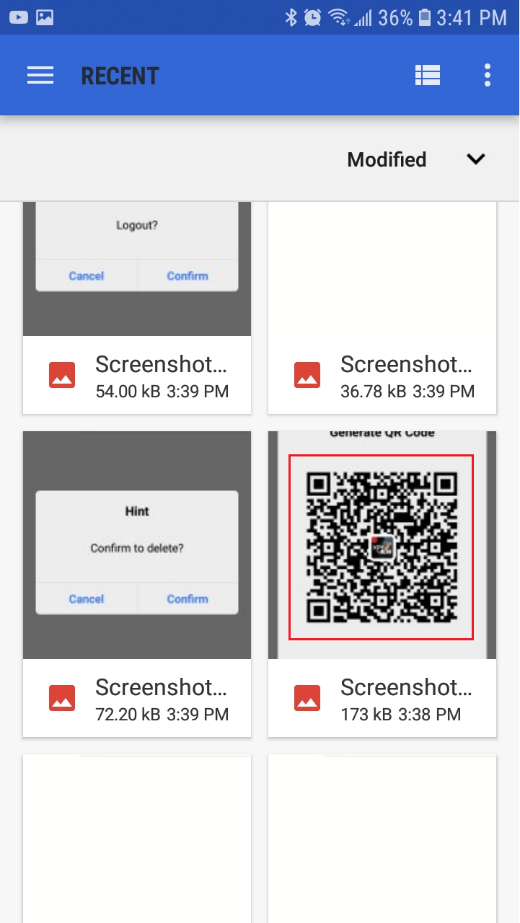 36% 3:41 PM
RECENT
Modified
Logout?
Cancel Confirm
Screenshot...
54.00 kB 3:39 PM
Screenshot...
36.78 kB 3:39 PM
Hint
Confirm to delete?
Cancel Confirm
Generate QR Code
Screenshot...
72.20 kB 3:39 PM
Screenshot...
173 kB 3:38 PM